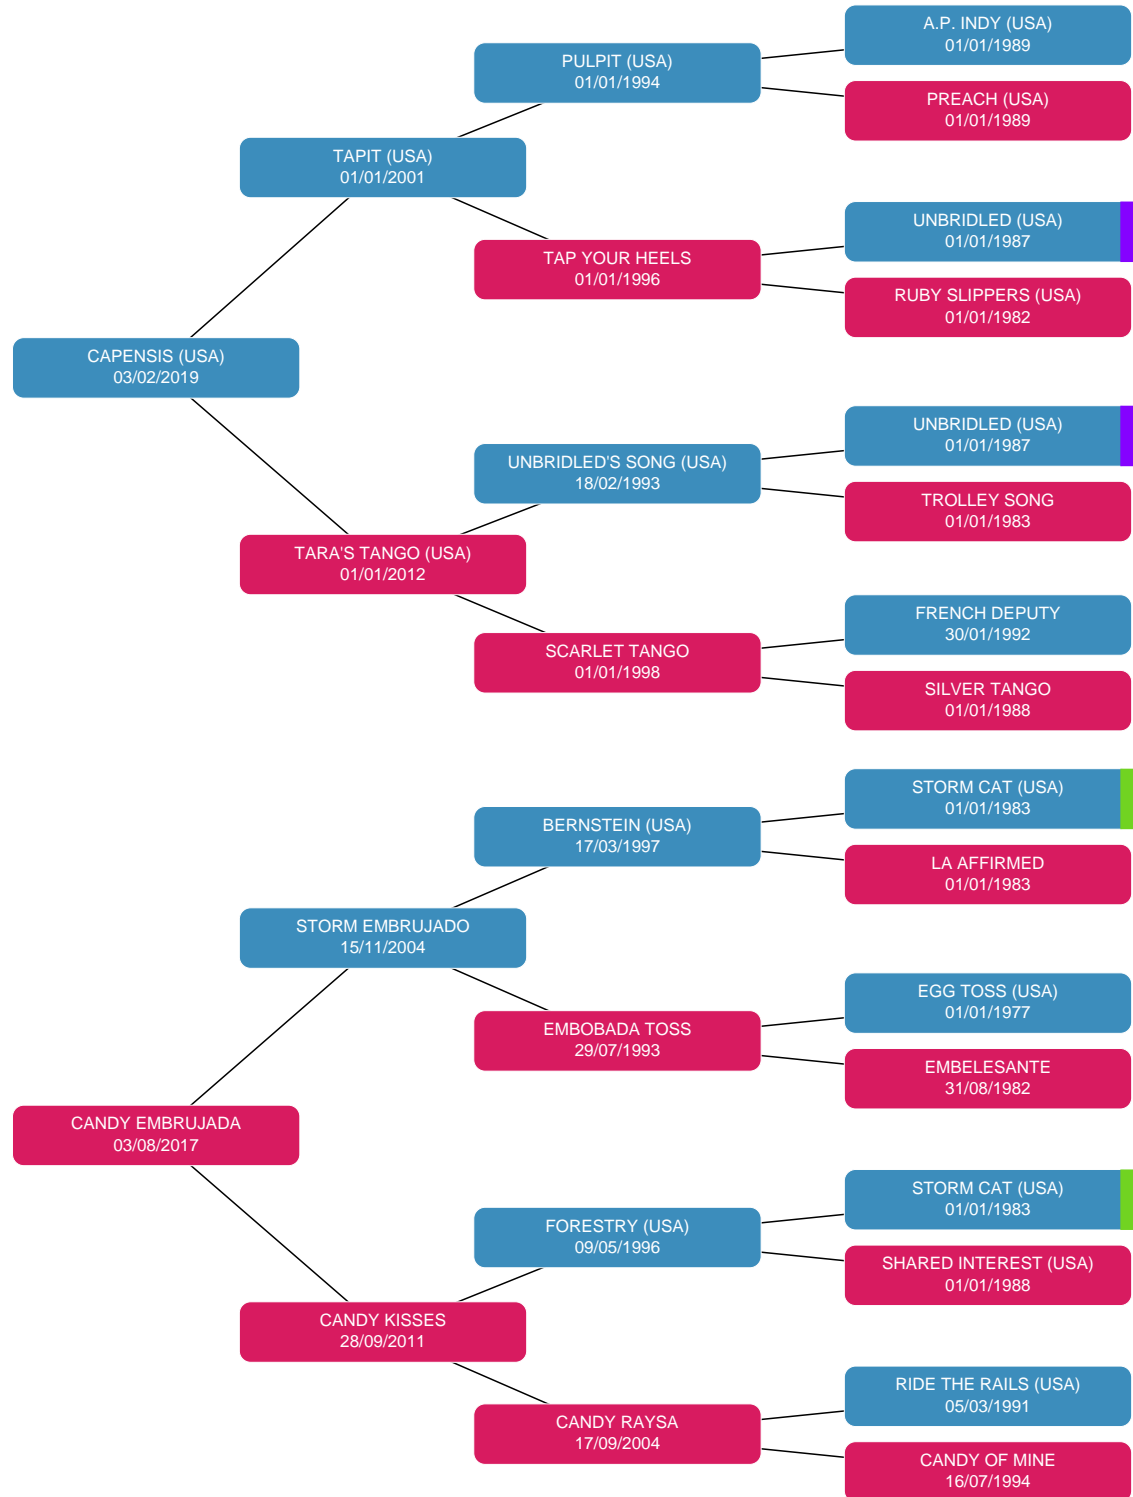 A.P. INDY (USA)
01/01/1989
PULPIT (USA)
01/01/1994
PREACH (USA)
01/01/1989
TAPIT (USA)
01/01/2001
UNBRIDLED (USA)
01/01/1987
TAP YOUR HEELS
01/01/1996
RUBY SLIPPERS (USA)
01/01/1982
CAPENSIS (USA)
03/02/2019
UNBRIDLED (USA)
01/01/1987
UNBRIDLED'S SONG (USA)
18/02/1993
TROLLEY SONG
01/01/1983
TARA'S TANGO (USA)
01/01/2012
FRENCH DEPUTY
30/01/1992
SCARLET TANGO
01/01/1998
SILVER TANGO
01/01/1988
STORM CAT (USA)
01/01/1983
BERNSTEIN (USA)
17/03/1997
LA AFFIRMED
01/01/1983
STORM EMBRUJADO
15/11/2004
EGG TOSS (USA)
01/01/1977
EMBOBADA TOSS
29/07/1993
EMBELESANTE
31/08/1982
CANDY EMBRUJADA
03/08/2017
STORM CAT (USA)
01/01/1983
FORESTRY (USA)
09/05/1996
SHARED INTEREST (USA)
01/01/1988
CANDY KISSES
28/09/2011
RIDE THE RAILS (USA)
05/03/1991
CANDY RAYSA
17/09/2004
CANDY OF MINE
16/07/1994